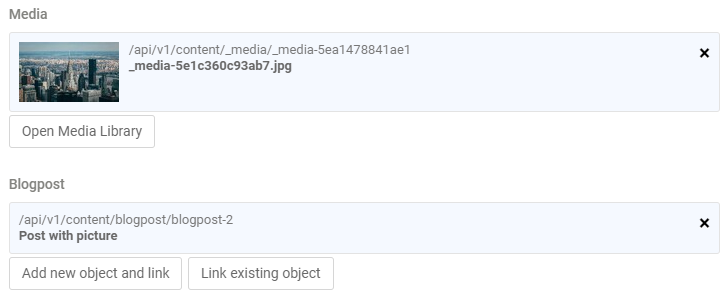 Media
/api/v1/content/_media/_media-5ea1478841ae1
_media-5e1c360c93ab7.jpg
Open Media Library
Blogpost
/api/v1/content/blogpost/blogpost-2
Post with picture
Add new object and link
Link existing object